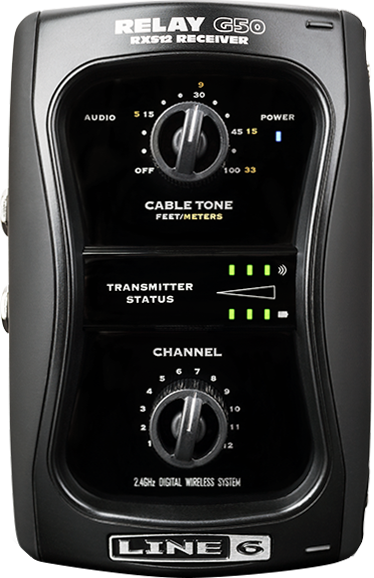 RELAY G50
RXS12 RECEIVER
9
30
AUDIO
5 15
POWER
45 15
OFF
100 33
CABLE TONE
FEET/METERS
TRANSMITTER
STATUS
CHANNEL
1 2 3 4 5 6 7 8 9 10 11 12
2.4GHz DIGITAL WIRELESS SYSTEM
LINE 6